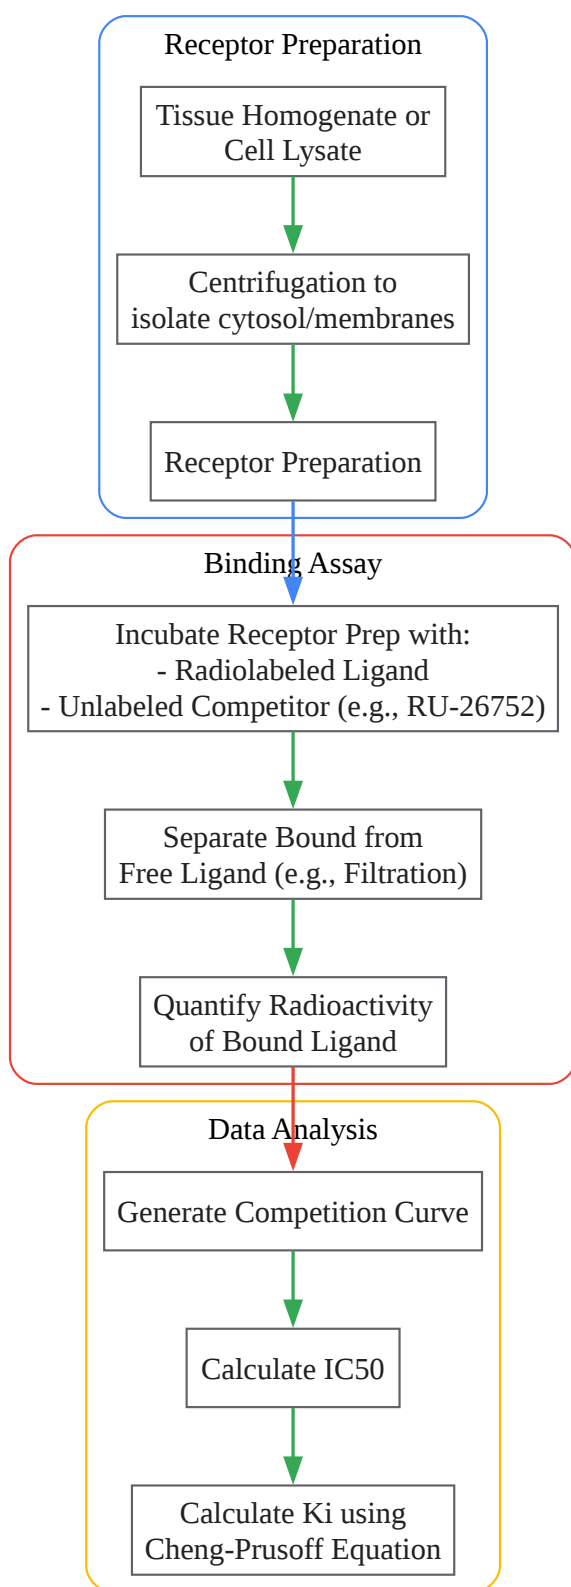 Receptor Preparation
Tissue Homogenate or
Cell Lysate
Centrifugation to
isolate cytosol/membranes
Receptor Preparation
Binding Assay
Incubate Receptor Prep with:
- Radiolabeled Ligand
- Unlabeled Competitor (e.g., RU-26752)
Separate Bound from
Free Ligand (e.g., Filtration)
Quantify Radioactivity
of Bound Ligand
Data Analysis
Generate Competition Curve
Calculate IC50
Calculate Ki using
Cheng-Prusoff Equation